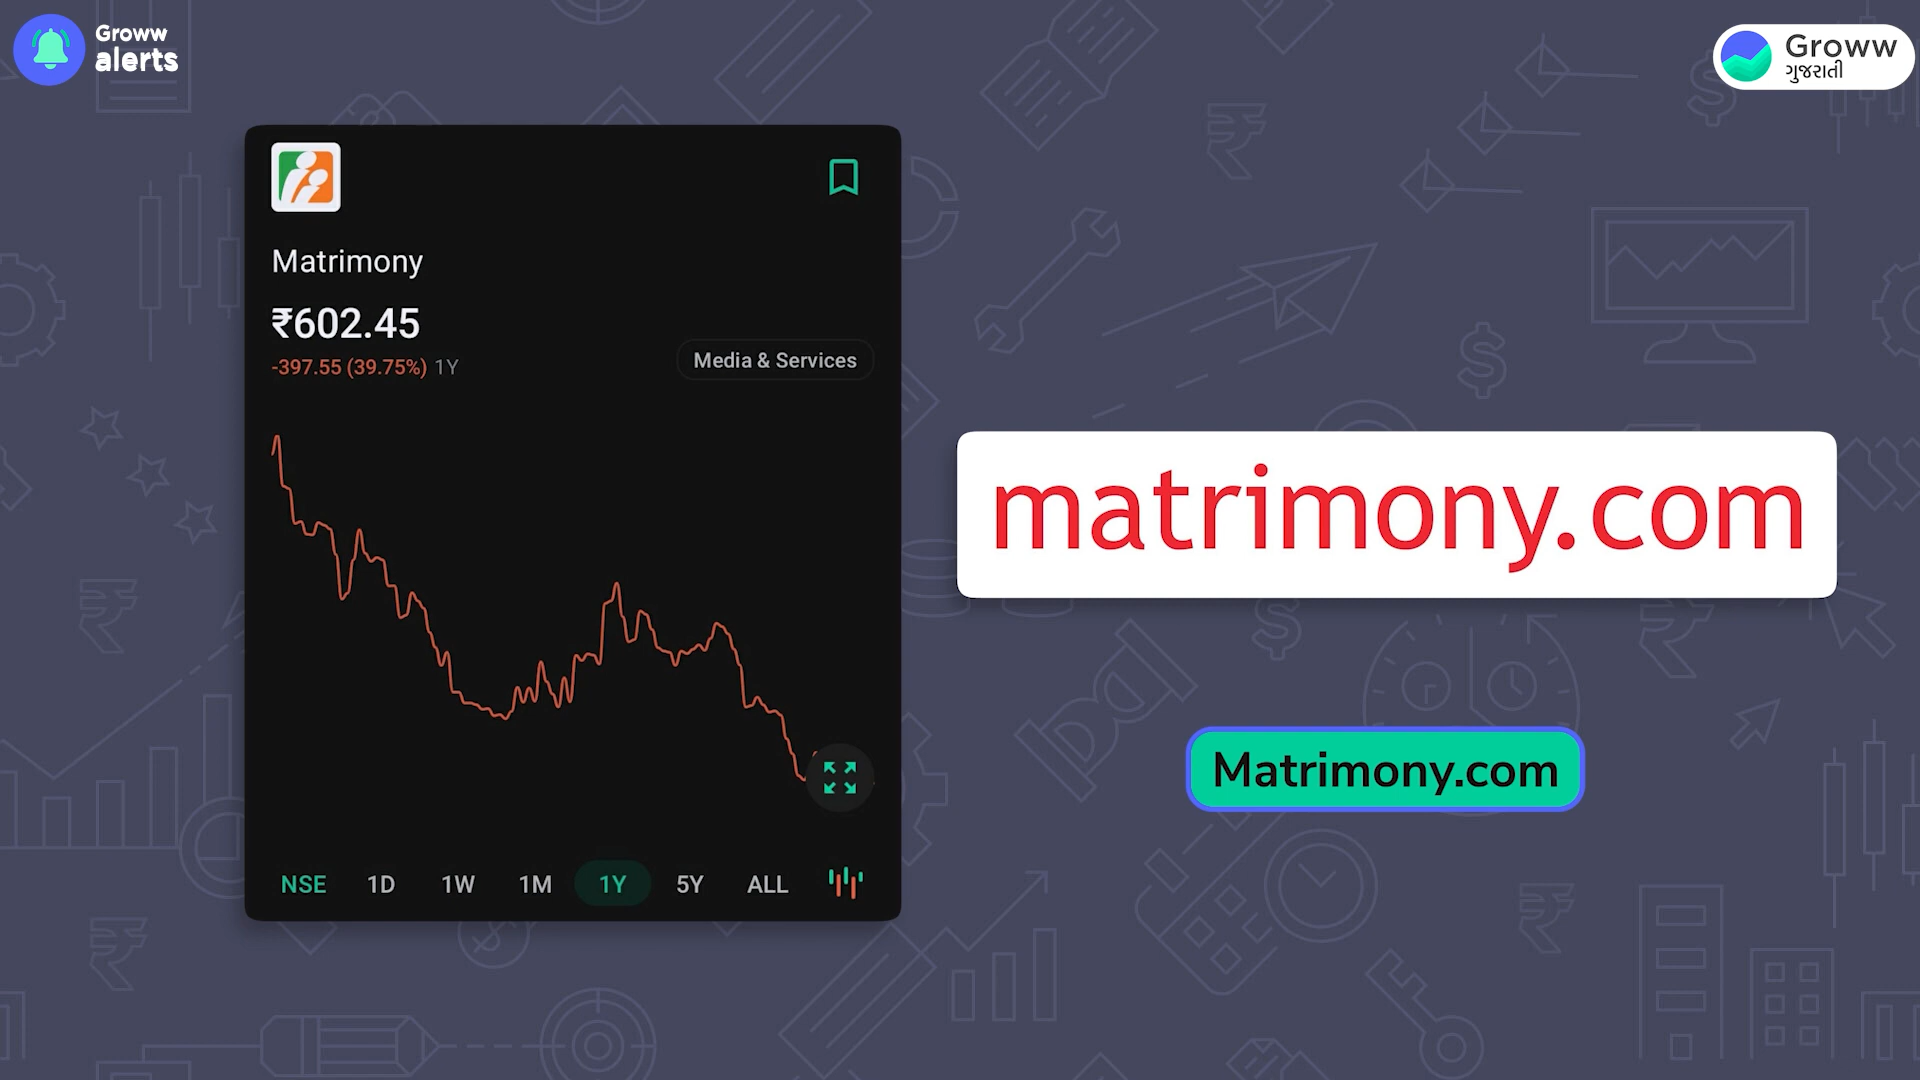 Groww
alerts
Groww
ગુજરાતી
Matrimony
₹602.45
-397.55 (39.75%) 1Y
Media & Services
matrimony.com
Matrimony.com
NSE 1D 1W 1M 1Y 5Y ALL